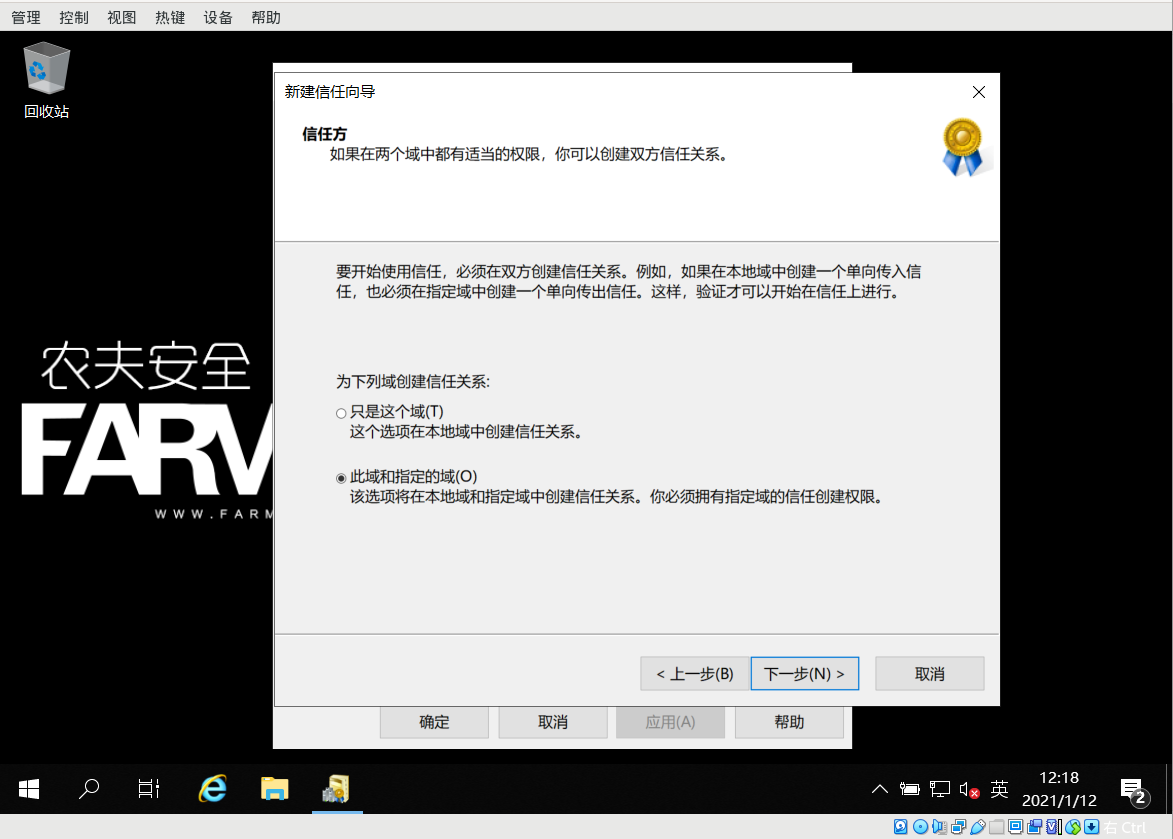 管理 控制 视图 热键 设备 帮助
回收站
新建信任向导
信任方
如果在两个域中都有适当的权限，你可以创建双方信任关系。
要开始使用信任，必须在双方创建信任关系。例如，如果在本地域中创建一个单向传入信
任，也必须在指定域中创建一个单向传出信任。这样，验证才可以开始在信任上进行。
为下列域创建信任关系:
只是这个域(T)
这个选项在本地域中创建信任关系。
此域和指定的域(O)
该选项将在本地域和指定域中创建信任关系。你必须拥有指定域的信任创建权限。
农夫安全
FARM
WWW.FARM
< 上一步(B) 下一步(N) > 取消
确定 取消 应用(A) 帮助
英
12:18
2021/1/12
2
右 Ctrl